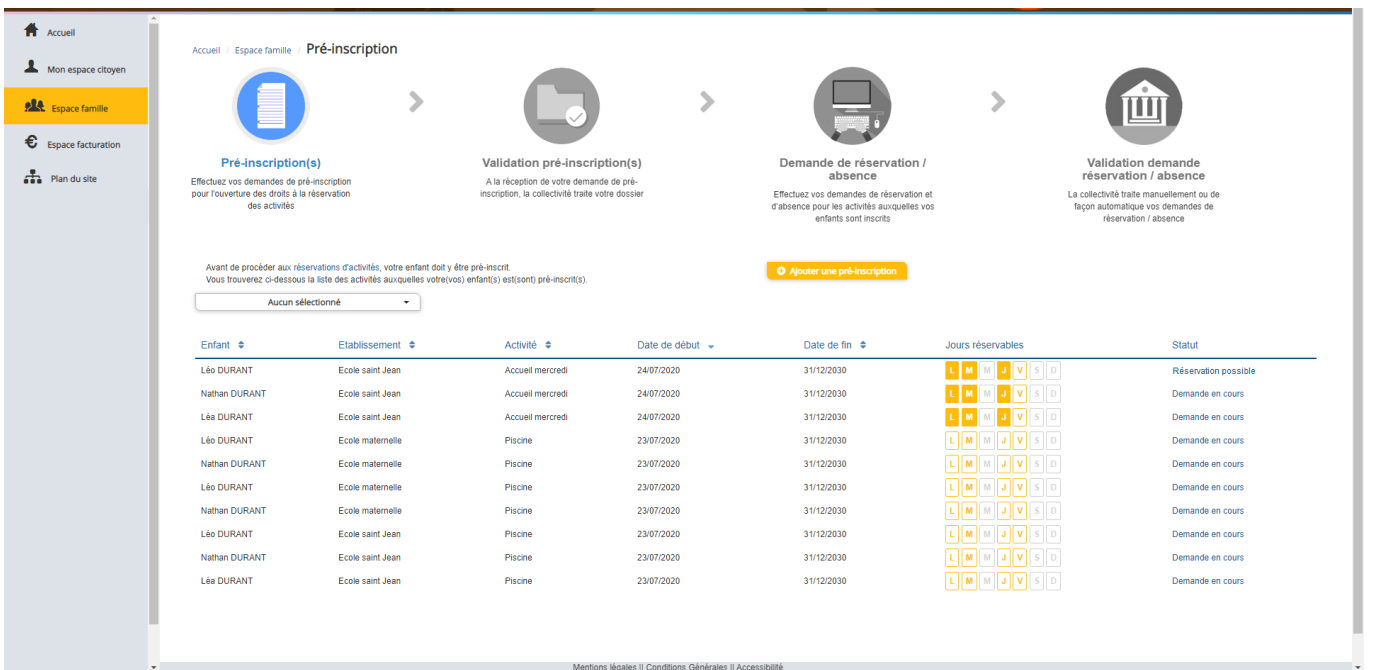 Accueil
Mon espace citoyen
Espace famille
Espace facturation
Plan du site
Accueil / Espace famille / Pré-inscription
Pré-inscription(s)
Effectuez vos demandes de pré-inscription
pour l'ouverture des droits à la réservation
des activités
Validation pré-inscription(s)
A la réception de votre demande de pré-
inscription, la collectivité traite votre dossier
Demande de réservation /
absence
Effectuez vos demandes de réservation et
d'absence pour les activités auxquelles vos
enfants sont inscrits
Validation demande
réservation / absence
La collectivité traite manuellement ou de
façon automatique vos demandes de
réservation / absence
Avant de procéder aux réservations d'activités, votre enfant doit y être pré-inscrit.
Vous trouverez ci-dessous la liste des activités auxquelles votre(vos) enfant(s) est(sont) pré-inscrit(s).
Ajouter une pré-inscription
Aucun sélectionné
Enfant Etablissement Activité Date de début Date de fin Jours réservables Statut
Léo DURANT Ecole saint Jean Accueil mercredi 24/07/2020 31/12/2030 L M M J V S D Réservation possible
Nathan DURANT Ecole saint Jean Accueil mercredi 24/07/2020 31/12/2030 L M M J V S D Demande en cours
Léa DURANT Ecole saint Jean Accueil mercredi 24/07/2020 31/12/2030 L M M J V S D Demande en cours
Léo DURANT Ecole maternelle Piscine 23/07/2020 31/12/2030 L M M J V S D Demande en cours
Nathan DURANT Ecole maternelle Piscine 23/07/2020 31/12/2030 L M M J V S D Demande en cours
Léo DURANT Ecole maternelle Piscine 23/07/2020 31/12/2030 L M M J V S D Demande en cours
Nathan DURANT Ecole maternelle Piscine 23/07/2020 31/12/2030 L M M J V S D Demande en cours
Léo DURANT Ecole saint Jean Piscine 23/07/2020 31/12/2030 L M M J V S D Demande en cours
Nathan DURANT Ecole saint Jean Piscine 23/07/2020 31/12/2030 L M M J V S D Demande en cours
Léa DURANT Ecole saint Jean Piscine 23/07/2020 31/12/2030 L M M J V S D Demande en cours
Mentions légales || Conditions Générales || Accessibilité